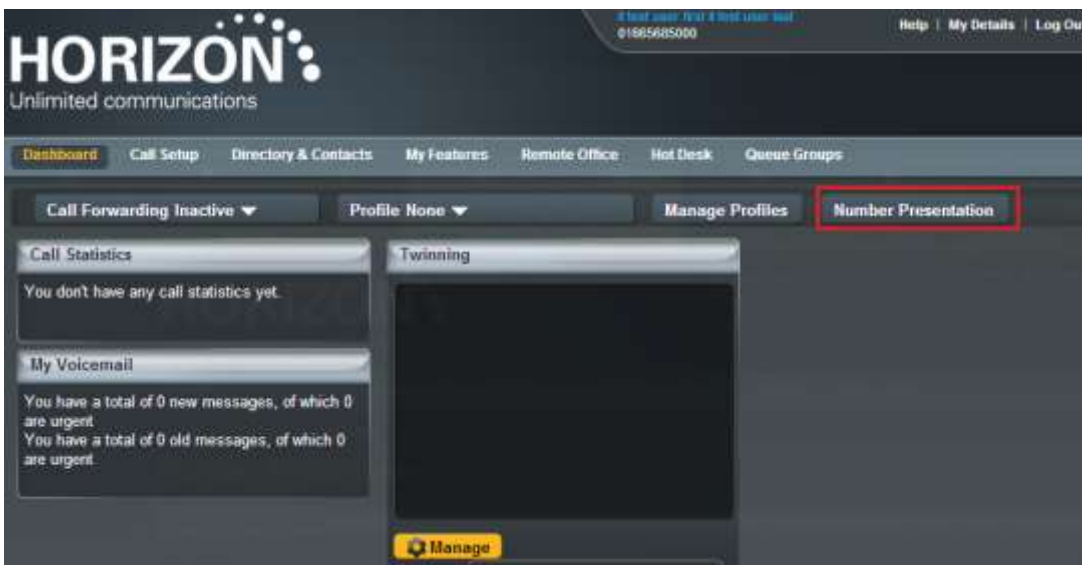 01665685000
Help | My Details | Log Ou
HORIZON
Unlimited communications
Dashboard Call Setup Directory & Contacts My Features Remote Office Hot Desk Queue Groups
Call Forwarding Inactive Profile None Manage Profiles Number Presentation
Call Statistics
You don't have any call statistics yet.
My Voicemail
You have a total of 0 new messages, of which 0
are urgent
You have a total of 0 old messages, of which 0
are urgent
Twinning
Manage